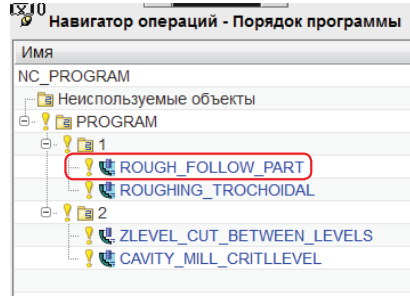 Навигатор операций - Порядок программы
Имя
NC_PROGRAM
Неиспользуемые объекты
PROGRAM
1
ROUGH_FOLLOW_PART
ROUGHING_TROCHOIDAL
2
ZLEVEL_CUT_BETWEEN_LEVELS
CAVITY_MILL_CRITLLEVEL